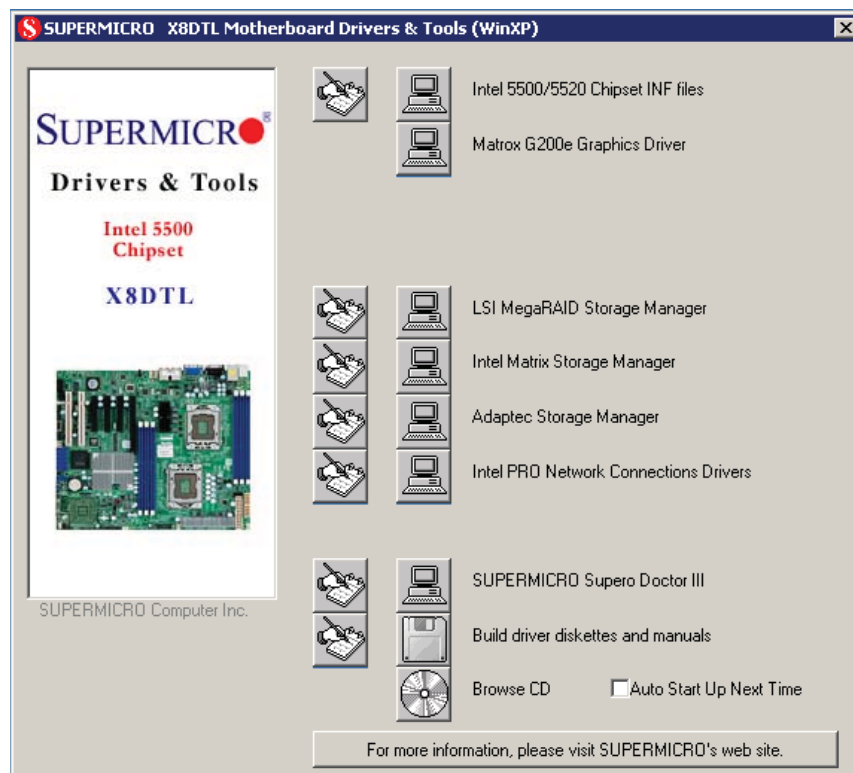 SUPERMICRO X8DTL Motherboard Drivers & Tools (WinXP)
SUPERMICR®
Drivers & Tools
Intel 5500
Chipset
X8DTL
SUPERMICRO Computer Inc.
Intel 5500/5520 Chipset INF files
Matrox G200e Graphics Driver
LSI MegaRAID Storage Manager
Intel Matrix Storage Manager
Adaptec Storage Manager
Intel PRO Network Connections Drivers
SUPERMICRO Supero Doctor III
Build driver diskettes and manuals
Browse CD Auto Start Up Next Time
For more information, please visit SUPERMICRO's web site.